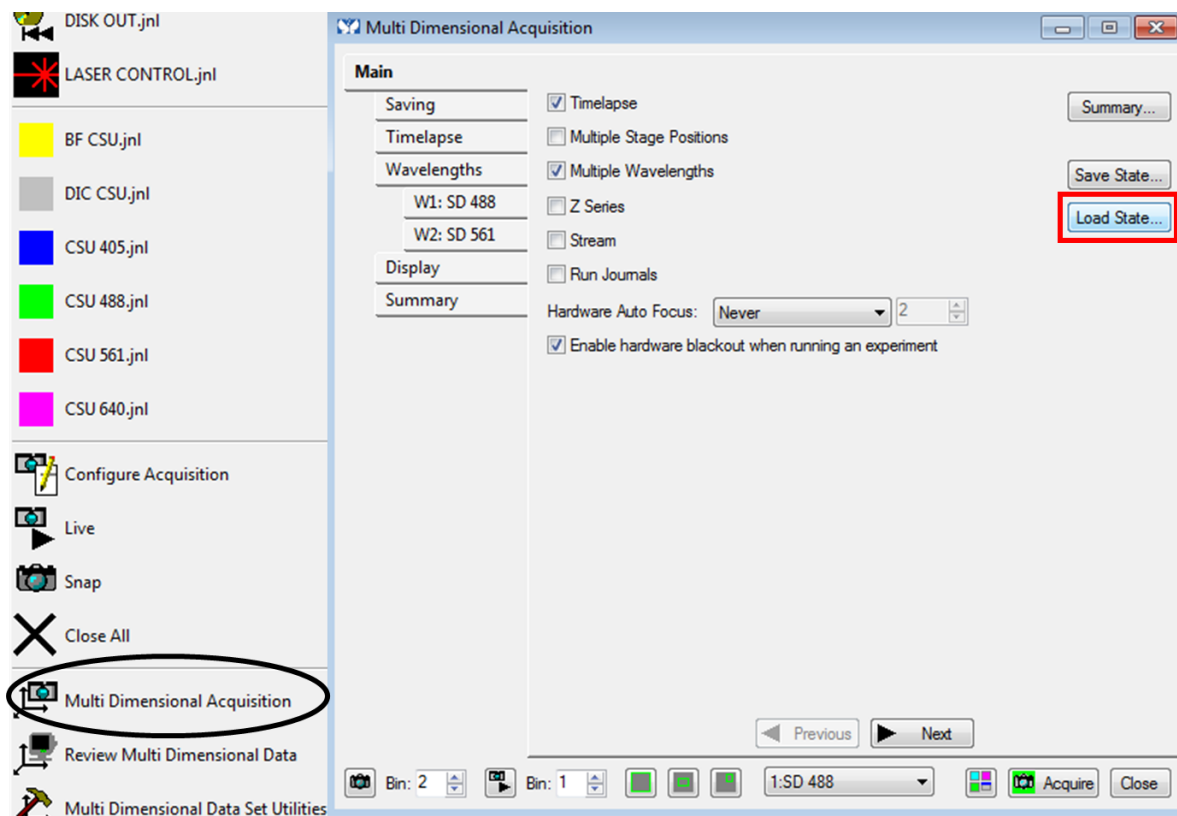 DISK OUT.jnl
LASER CONTROL.jnl
BF CSU.jnl
DIC CSU.jnl
CSU 405.jnl
CSU 488.jnl
CSU 561.jnl
CSU 640.jnl
Configure Acquisition
Live
Snap
Close All
Multi Dimensional Acquisition
Review Multi Dimensional Data
Multi Dimensional Data Set Utilities
Multi Dimensional Acquisition
Main
Saving
Timelapse
Wavelengths
W1: SD 488
W2: SD 561
Display
Summary
Timelapse
Multiple Stage Positions
Multiple Wavelengths
Z Series
Stream
Run Journals
Hardware Auto Focus: Never 2
Enable hardware blackout when running an experiment
Summary...
Save State...
Load State...
Previous Next
Bin: 2 Bin: 1 1:SD 488 Acquire Close